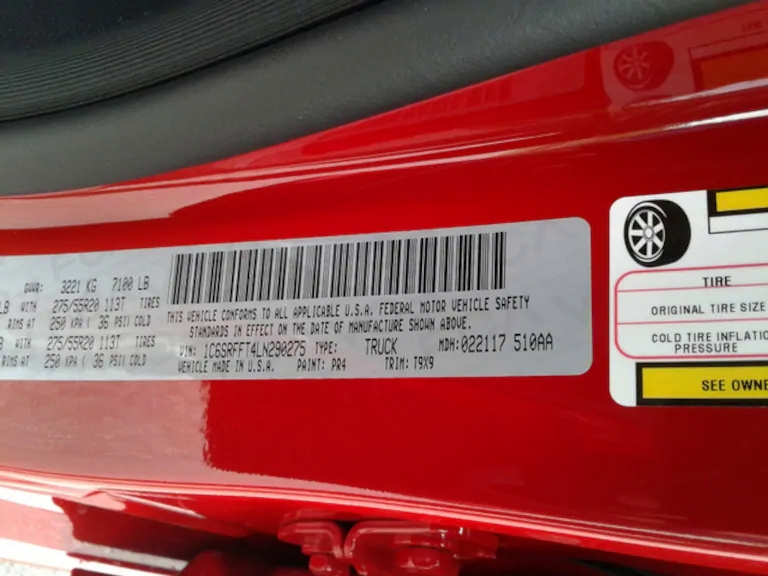 GVWR: 3221 KG 7100 LB
LB WITH 275/55R20 113T TIRES
RIMS AT 250 KPA ( 36 PSI) COLD
LB WITH 275/55R20 113T TIRES
RIMS AT 250 KPA ( 36 PSI) COLD
THIS VEHICLE CONFORMS TO ALL APPLICABLE U.S.A. FEDERAL MOTOR VEHICLE SAFETY
STANDARDS IN EFFECT ON THE DATE OF MANUFACTURE SHOWN ABOVE.
VIN: 1C6SRFFT4LN290275 TYPE: TRUCK MDH:022117 510AA
VEHICLE MADE IN U.S.A. PAINT: PR4 TRIM: T9X9
TIRE
ORIGINAL TIRE SIZE
COLD TIRE INFLATIO
PRESSURE
SEE OWNE